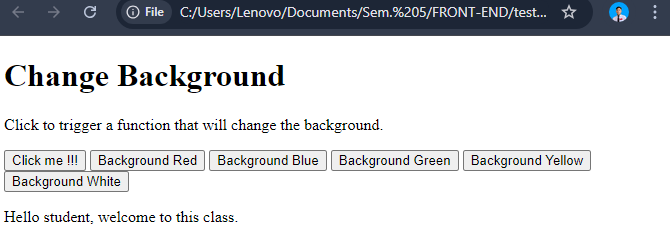 File C:/Users/Lenovo/Documents/Sem.%205/FRONT-END/test...
Change Background
Click to trigger a function that will change the background.
Click me !!! Background Red Background Blue Background Green Background Yellow
Background White
Hello student, welcome to this class.